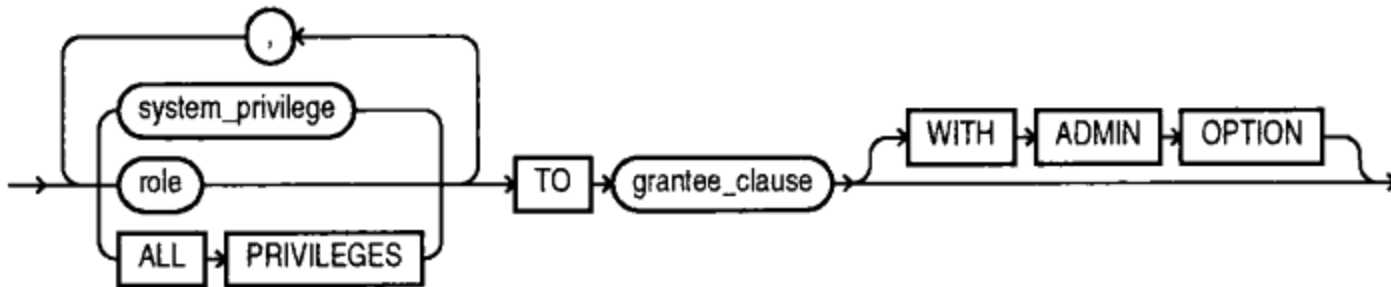 ,
system_privilege
WITH ADMIN OPTION
role TO grantee_clause
ALL PRIVILEGES